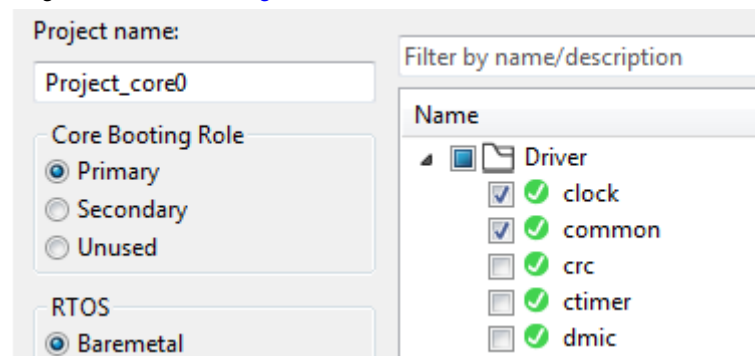 Project name:
Project_core0
Core Booting Role
Primary
Secondary
Unused
RTOS
Baremetal
Filter by name/description
Name
Driver
clock
common
crc
ctimer
dmic